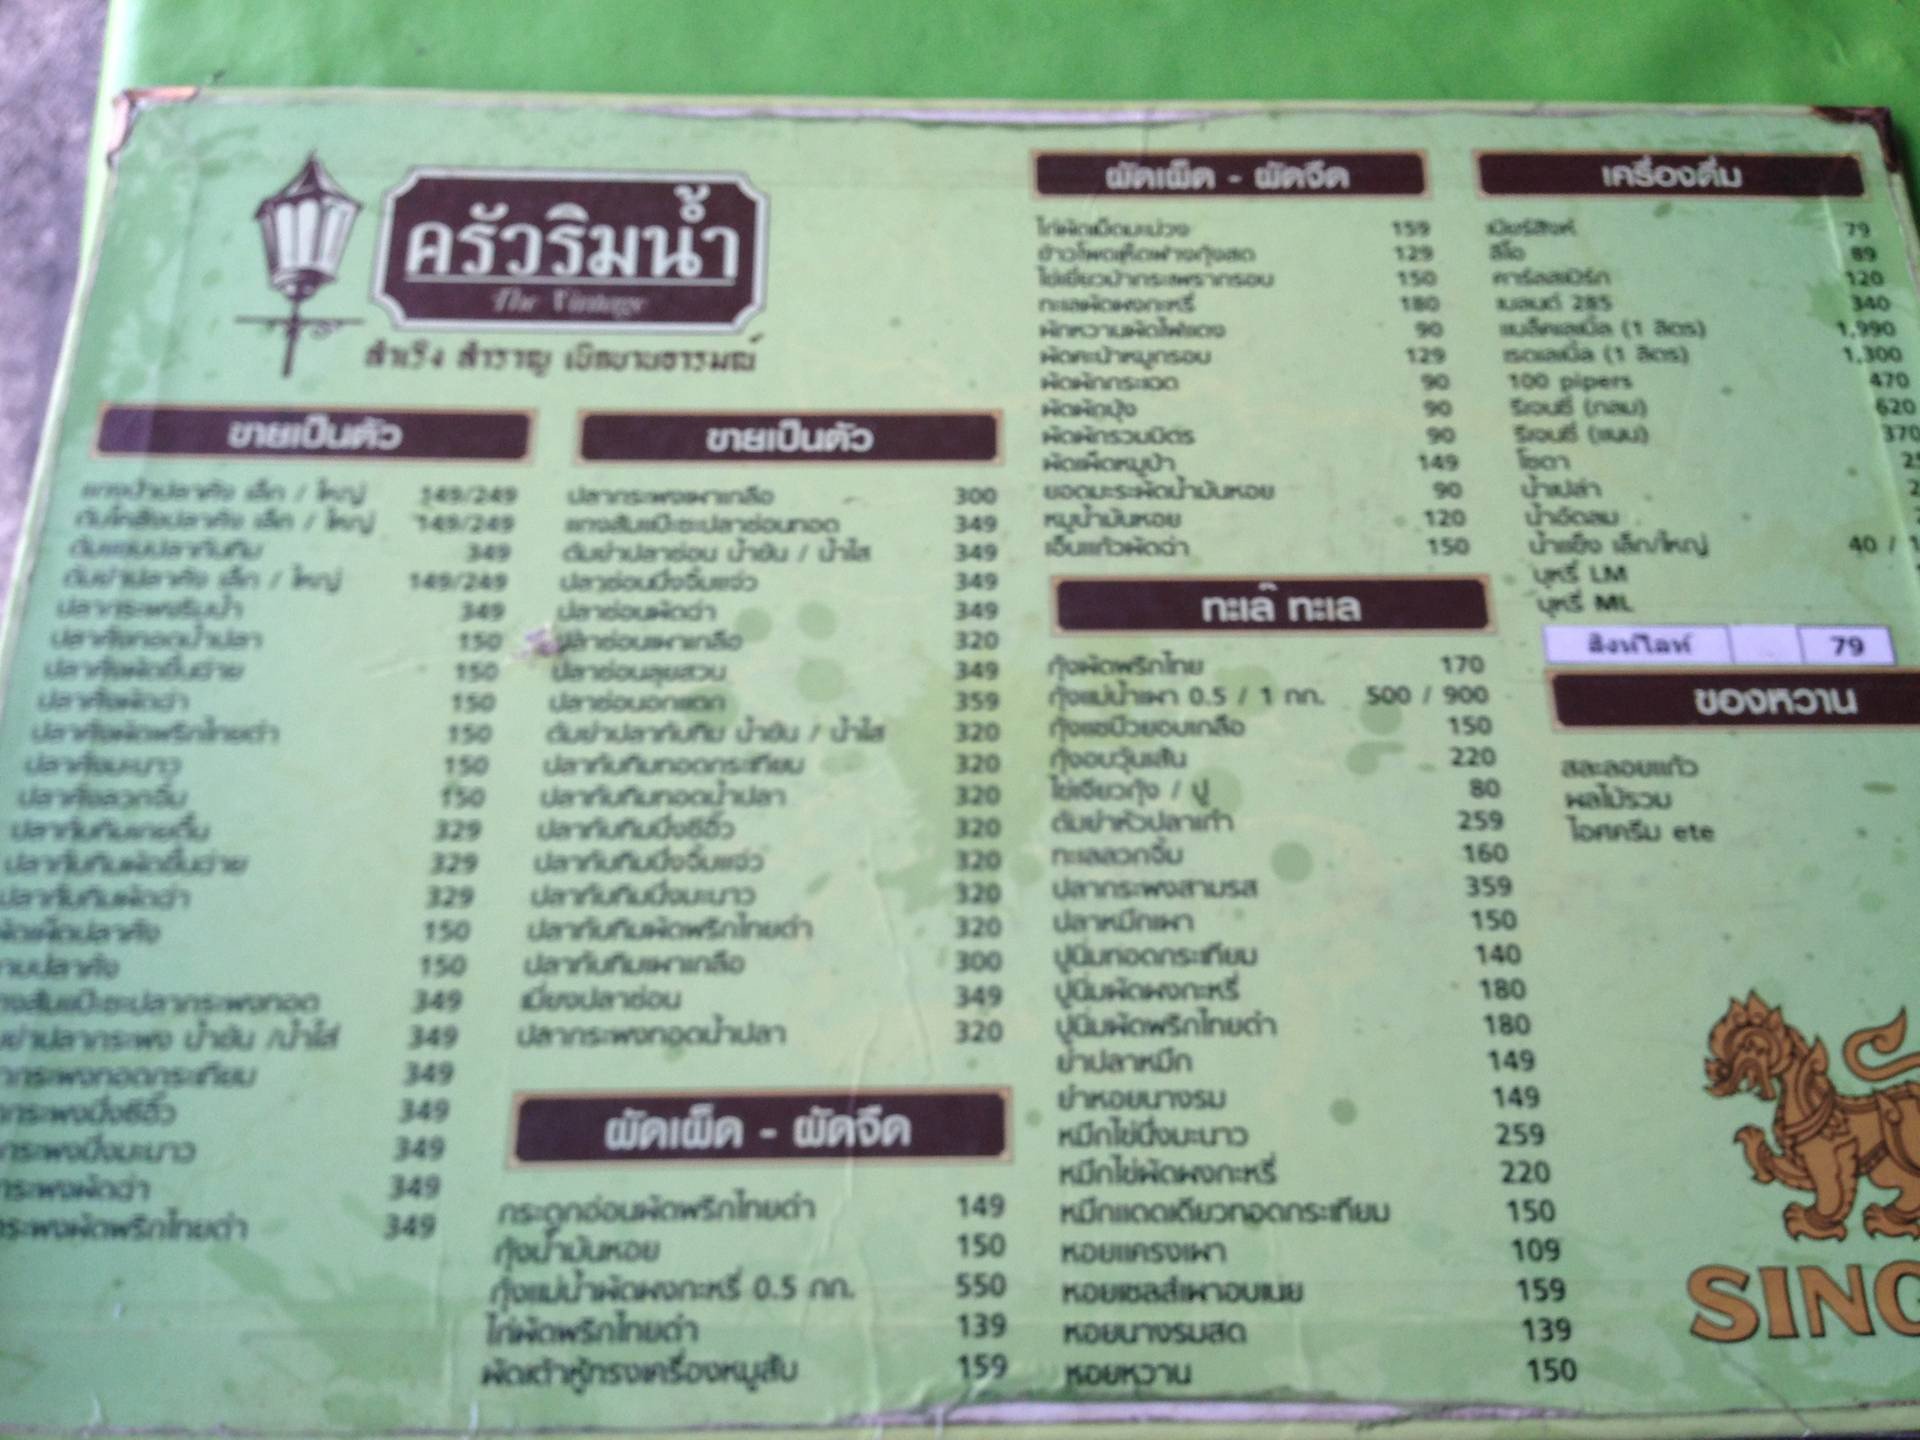 ครัวริมน้ำ
The Vintage
สำเริง สำราญ เบิกบานอารมณ์
ขายเป็นตัว
แกงป่าปลาคัง เล็ก / ใหญ่ 149/249
ต้มโคล้งปลาคัง เล็ก / ใหญ่ 149/249
ต้มแซ่บปลาทับทิม 349
ต้มยำปลาคัง เล็ก / ใหญ่ 149/249
ปลากระพงริมน้ำ 349
ปลาคังทอดน้ำปลา 150
ปลาคังผัดขึ้นฉ่าย 150
ปลาคังผัดฉ่า 150
ปลาคังผัดพริกไทยดำ 150
ปลาคังมะนาว 150
ปลาคังลวกจิ้ม 150
ปลาทับทิมเกยตื้น 329
ปลาทับทิมผัดขึ้นฉ่าย 329
ปลาทับทิมผัดฉ่า 329
ผัดเผ็ดปลาคัง 150
ปลาคัง 150
งส้มแป๊ะซะปลากระพงทอด 349
ยำปลากระพง น้ำข้น /น้ำใส 349
กระพงทอดกระเทียม 349
กระพงนึ่งซีอิ๊ว 349
กระพงนึ่งมะนาว 349
กระพงผัดฉ่า 349
กระพงผัดพริกไทยดำ 349
ขายเป็นตัว
ปลากระพงเผาเกลือ 300
แกงส้มแป๊ะซะปลาช่อนทอด 349
ต้มยำปลาช่อน น้ำข้น / น้ำใส 349
ปลาช่อนนึ่งจิ้มแจ่ว 349
ปลาช่อนผัดฉ่า 349
ปลาช่อนเผาเกลือ 320
ปลาช่อนลุยสวน 349
ปลาช่อนอกแตก 359
ต้มยำปลาทับทิม น้ำข้น / น้ำใส 320
ปลาทับทิมทอดกระเทียม 320
ปลาทับทิมทอดน้ำปลา 320
ปลาทับทิมนึ่งซีอิ๊ว 320
ปลาทับทิมนึ่งจิ้มแจ่ว 320
ปลาทับทิมนึ่งมะนาว 320
ปลาทับทิมผัดพริกไทยดำ 320
ปลาทับทิมเผาเกลือ 300
เมี่ยงปลาช่อน 349
ปลากระพงทอดน้ำปลา 320
ผัดเผ็ด - ผัดจืด
กระดูกอ่อนผัดพริกไทยดำ 149
กุ้งน้ำมันหอย 150
กุ้งแม่น้ำผัดผงกะหรี่ 0.5 กก. 550
ไก่ผัดพริกไทยดำ 139
ผัดเต้าหู้ทรงเครื่องหมูสับ 159
ผัดเผ็ด - ผัดจืด
ไก่ผัดเม็ดมะม่วง 159
ข้าวโพดเห็ดฟางกุ้งสด 129
ไข่เยี่ยวม้ากระเพรากรอบ 150
ทะเลผัดผงกะหรี่ 180
ผักหวานผัดไฟแดง 90
ผัดคะน้าหมูกรอบ 129
ผัดผักกระเฉด 90
ผัดผักบุ้ง 90
ผัดผักรวมมิตร 90
ผัดเผ็ดหมูป่า 149
ยอดมะระผัดน้ำมันหอย 90
หมูน้ำมันหอย 120
เอ็นแก้วผัดฉ่า 150
ทะเล๊ ทะเล
กุ้งผัดพริกไทย 170
กุ้งแม่น้ำเผา 0.5 / 1 กก. 500 / 900
กุ้งแชบ๊วยอบเกลือ 150
กุ้งอบวุ้นเส้น 220
ไข่เจียวกุ้ง / ปู 80
ต้มยำหัวปลาเก๋า 259
ทะเลลวกจิ้ม 160
ปลากระพงสามรส 359
ปลาหมึกเผา 150
ปูนิ่มทอดกระเทียม 140
ปูนิ่มผัดผงกะหรี่ 180
ปูนิ่มผัดพริกไทยดำ 180
ยำปลาหมึก 149
ยำหอยนางรม 149
หมึกไข่นึ่งมะนาว 259
หมึกไข่ผัดผงกะหรี่ 220
หมึกแดดเดียวทอดกระเทียม 150
หอยแครงเผา 109
หอยเชลล์เผาอบเนย 159
หอยนางรมสด 139
หอยหวาน 150
เครื่องดื่ม
เบียร์สิงห์ 79
ลีโอ 89
คาร์ลสเบิร์ก 120
เบลนด์ 285 340
แบล็คเลเบิ้ล (1 ลิตร) 1,990
เรดเลเบิ้ล (1 ลิตร) 1,300
100 pipers 470
รีเจนซี่ (กลม) 620
รีเจนซี่ (แบน) 370
โซดา
น้ำเปล่า
น้ำอัดลม
น้ำแข็ง เล็ก/ใหญ่ 40 /
บุหรี่ LM
บุหรี่ ML
สิงห์ไลท์ 79
ของหวาน
สละลอยแก้ว
ผลไม้รวม
ไอศครีม ete
SING